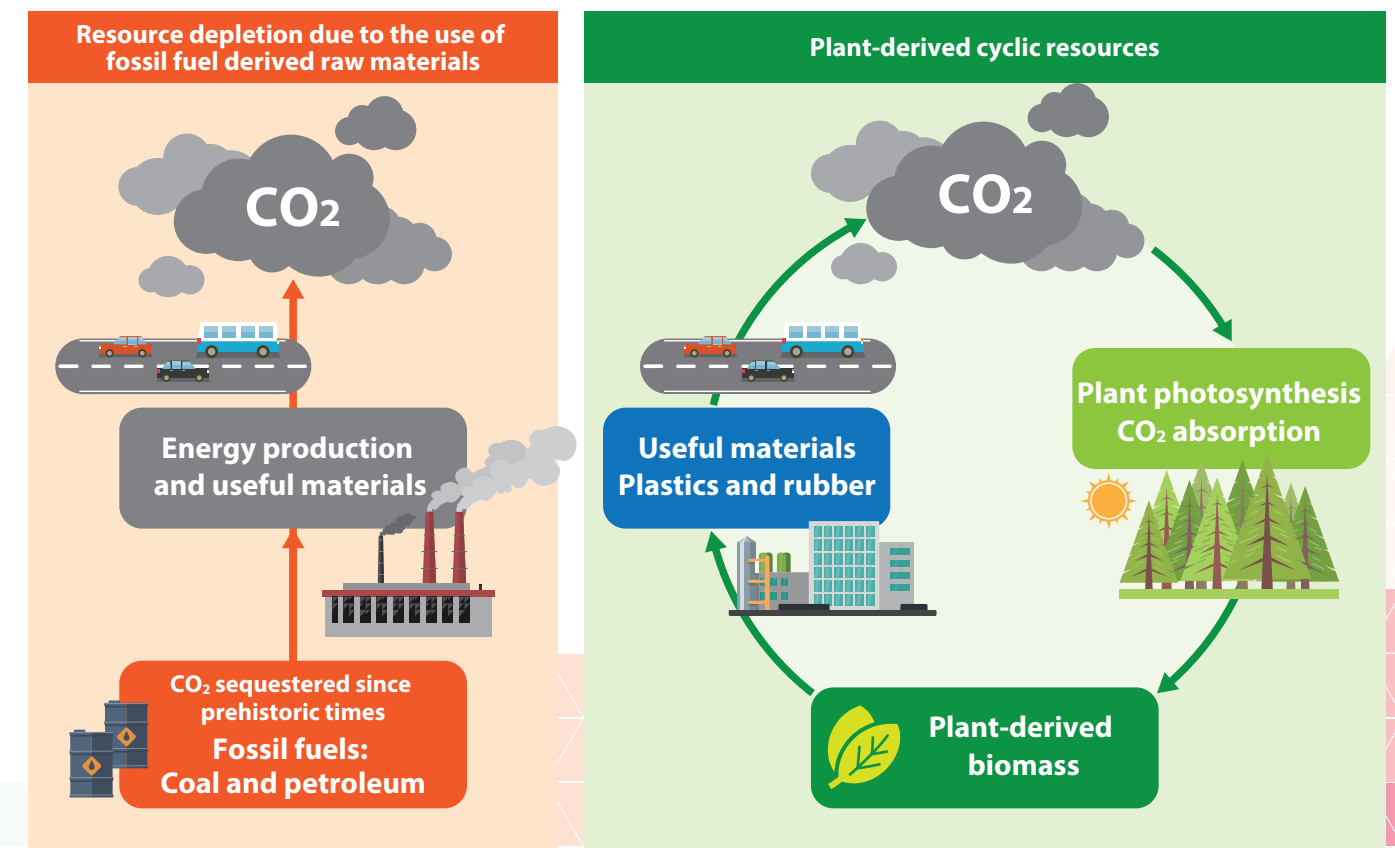 Resource depletion due to the use of
fossil fuel derived raw materials
CO₂
Energy production
and useful materials
CO₂ sequestered since
prehistoric times
Fossil fuels:
Coal and petroleum
Plant-derived cyclic resources
CO₂
Plant photosynthesis
CO₂ absorption
Useful materials
Plastics and rubber
Plant-derived
biomass